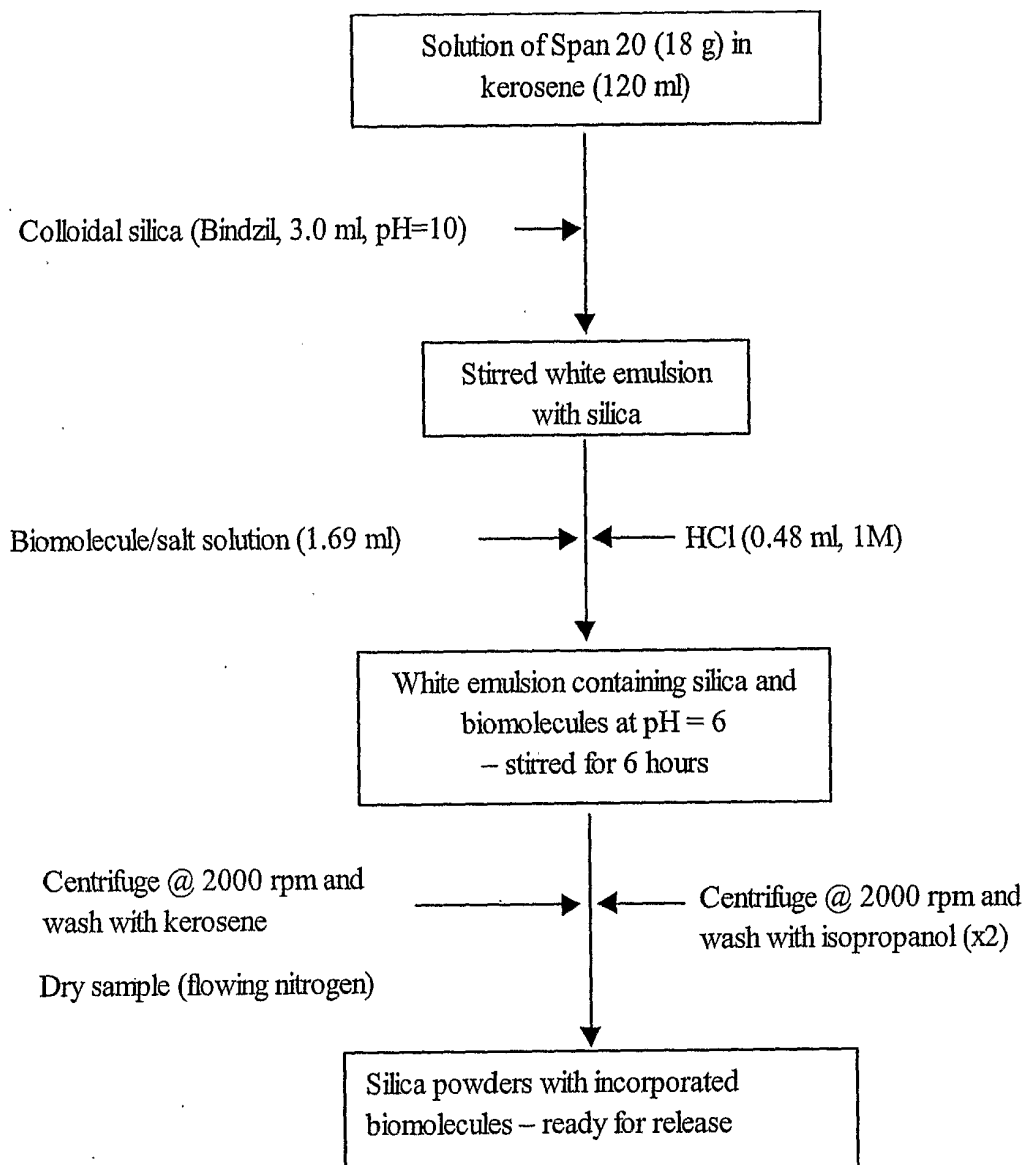 Solution of Span 20 (18 g) in
kerosene (120 ml)
Colloidal silica (Bindzil, 3.0 ml, pH=10)
Stirred white emulsion
with silica
Biomolecule/salt solution (1.69 ml)
HCl (0.48 ml, 1M)
White emulsion containing silica and
biomolecules at pH = 6
– stirred for 6 hours
Centrifuge @ 2000 rpm and
wash with kerosene
Centrifuge @ 2000 rpm and
wash with isopropanol (x2)
Dry sample (flowing nitrogen)
Silica powders with incorporated
biomolecules – ready for release